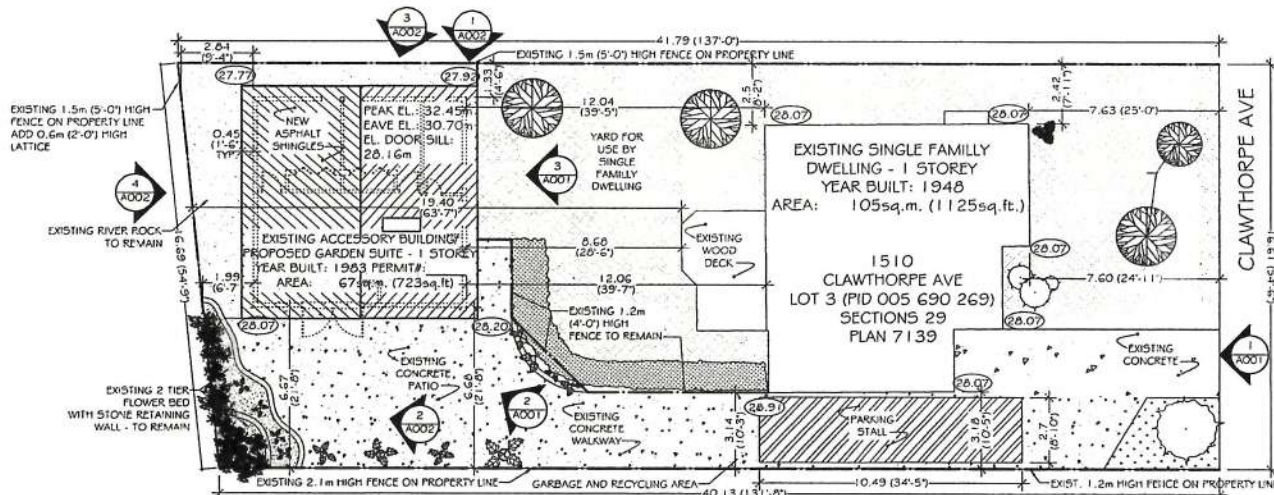 3
A002
1
A002
41.79 (137'-0")
2.84
(9'-4")
EXISTING 1.5m (5'-0") HIGH FENCE ON PROPERTY LINE
27.77
27.92
1.33
(4'-6")
EXISTING 1.5m (5'-0") HIGH
FENCE ON PROPERTY LINE
ADD 0.6m (2'-0") HIGH
LATTICE
0.45
(1'-6"
TYP)
NEW
ASPHALT
SHINGLES
PEAK EL.: 32.45m
EAVE EL.: 30.70m
EL. DOOR SILL:
28.16m
12.04
(39'-5")
YARD FOR
USE BY
SINGLE
FAMILLY
DWELLING
2.5
(8'-2")
28.07
28.07
2.42
(7'-11")
7.63 (25'-0")
CLAWTHORPE AVE
3
A001
4
A002
EXISTING SINGLE FAMILLY
DWELLING - 1 STOREY
YEAR BUILT: 1948
AREA: 105sq.m. (1125sq.ft.)
19.40
(63'-7")
EXISTING RIVER ROCK
TO REMAIN
16.69 (54'-9")
EXISTING ACCESSORY BUILDING/
PROPOSED GARDEN SUITE - 1 STOREY
YEAR BUILT: 1983 PERMIT#:
AREA: 67sq.m. (723sq.ft)
8.68
(28'-6")
EXISTING
WOOD
DECK
28.07
1510
CLAWTHORPE AVE
LOT 3 (PID 005 690 269)
SECTIONS 29
PLAN 7139
7.60 (24'-11")
1.99
(6'-7
12.06
(39'-7")
28.07
28.20
EXISTING 1.2m
(4'-0") HIGH
FENCE TO REMAIN
28.07
EXISTING
CONCRETE
1
A001
EXISTING 2 TIER
FLOWER BED
WITH STONE RETAINING
WALL - TO REMAIN
6.67
(21'-8")
EXISTING
CONCRETE
PATIO
6.68
(21'-8")
2
A002
2
A001
EXISTING
CONCRETE
WALKWAY
28.07
28.91
3.14
(10'-3")
PARKING
STALL
3.18
(10'-5")
2.7
(8'-10")
EXISTING 2.1m HIGH FENCE ON PROPERTY LINE
GARBAGE AND RECYCLING AREA
EXIST. 1.2m HIGH FENCE ON PROPERTY LINE
10.49 (34'-5")
40.13 (131'-8")